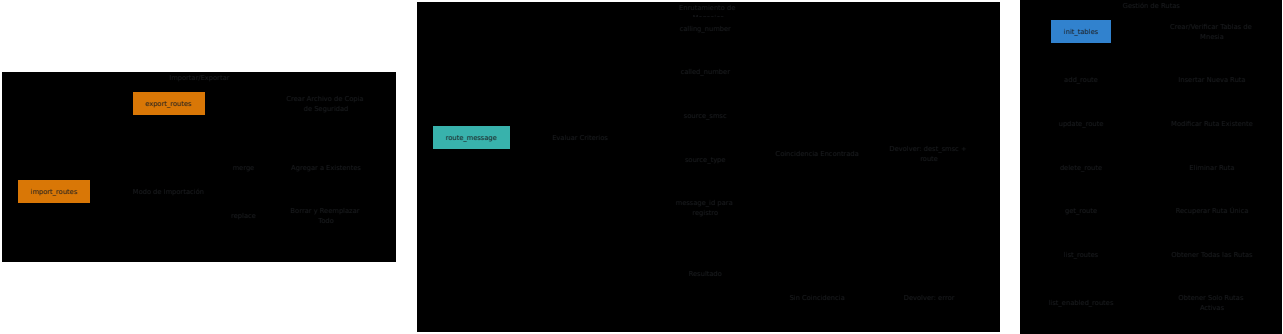 Importar/Exportar
export_routes
Crear Archivo de Copia
de Seguridad
import_routes
Modo de Importación
merge
Agregar a Existentes
replace
Borrar y Reemplazar
Todo
Enrutamiento de
calling_number
called_number
source_smsc
route_message
Evaluar Criterios
source_type
Coincidencia Encontrada
Devolver: dest_smsc +
route
message_id para
registro
Resultado
Sin Coincidencia
Devolver: error
Gestión de Rutas
init_tables
Crear/Verificar Tablas de
Mnesia
add_route
Insertar Nueva Ruta
update_route
Modificar Ruta Existente
delete_route
Eliminar Ruta
get_route
Recuperar Ruta Única
list_routes
Obtener Todas las Rutas
list_enabled_routes
Obtener Solo Rutas
Activas